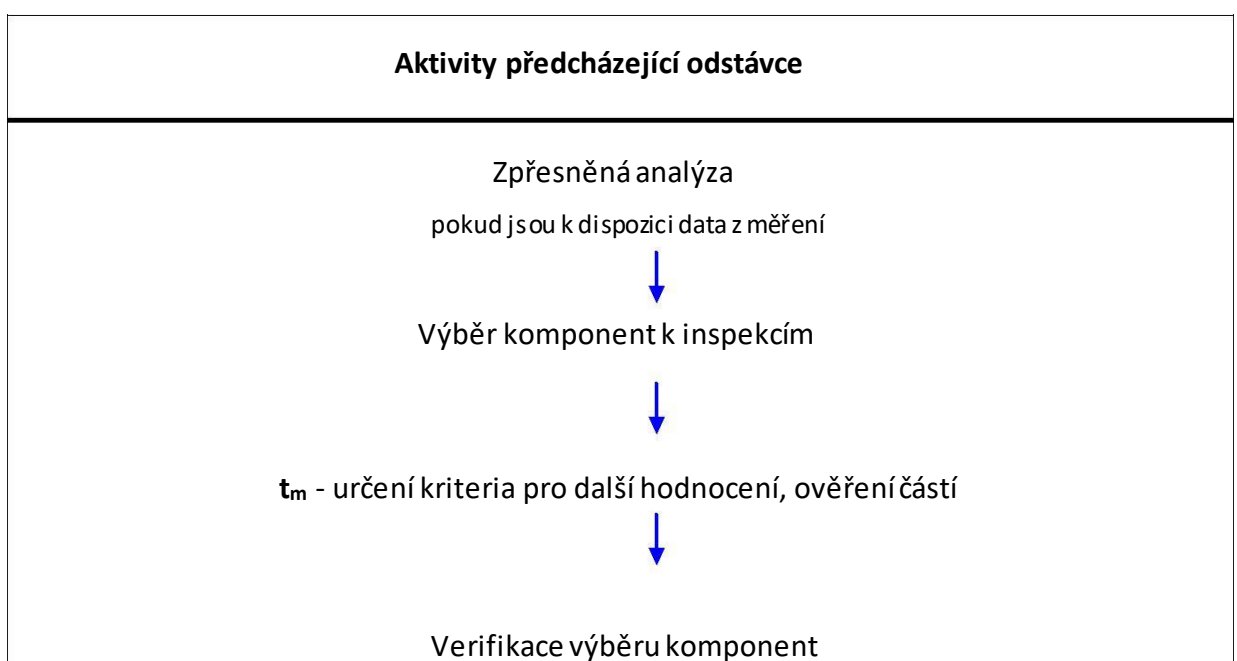 Aktivity předcházející odstávce
Zpřesněná analýza
pokud jsou k dispozici data z měření
Výběr komponent k inspekcím
tₘ - určení kriteria pro další hodnocení, ověření částí
Verifikace výběru komponent